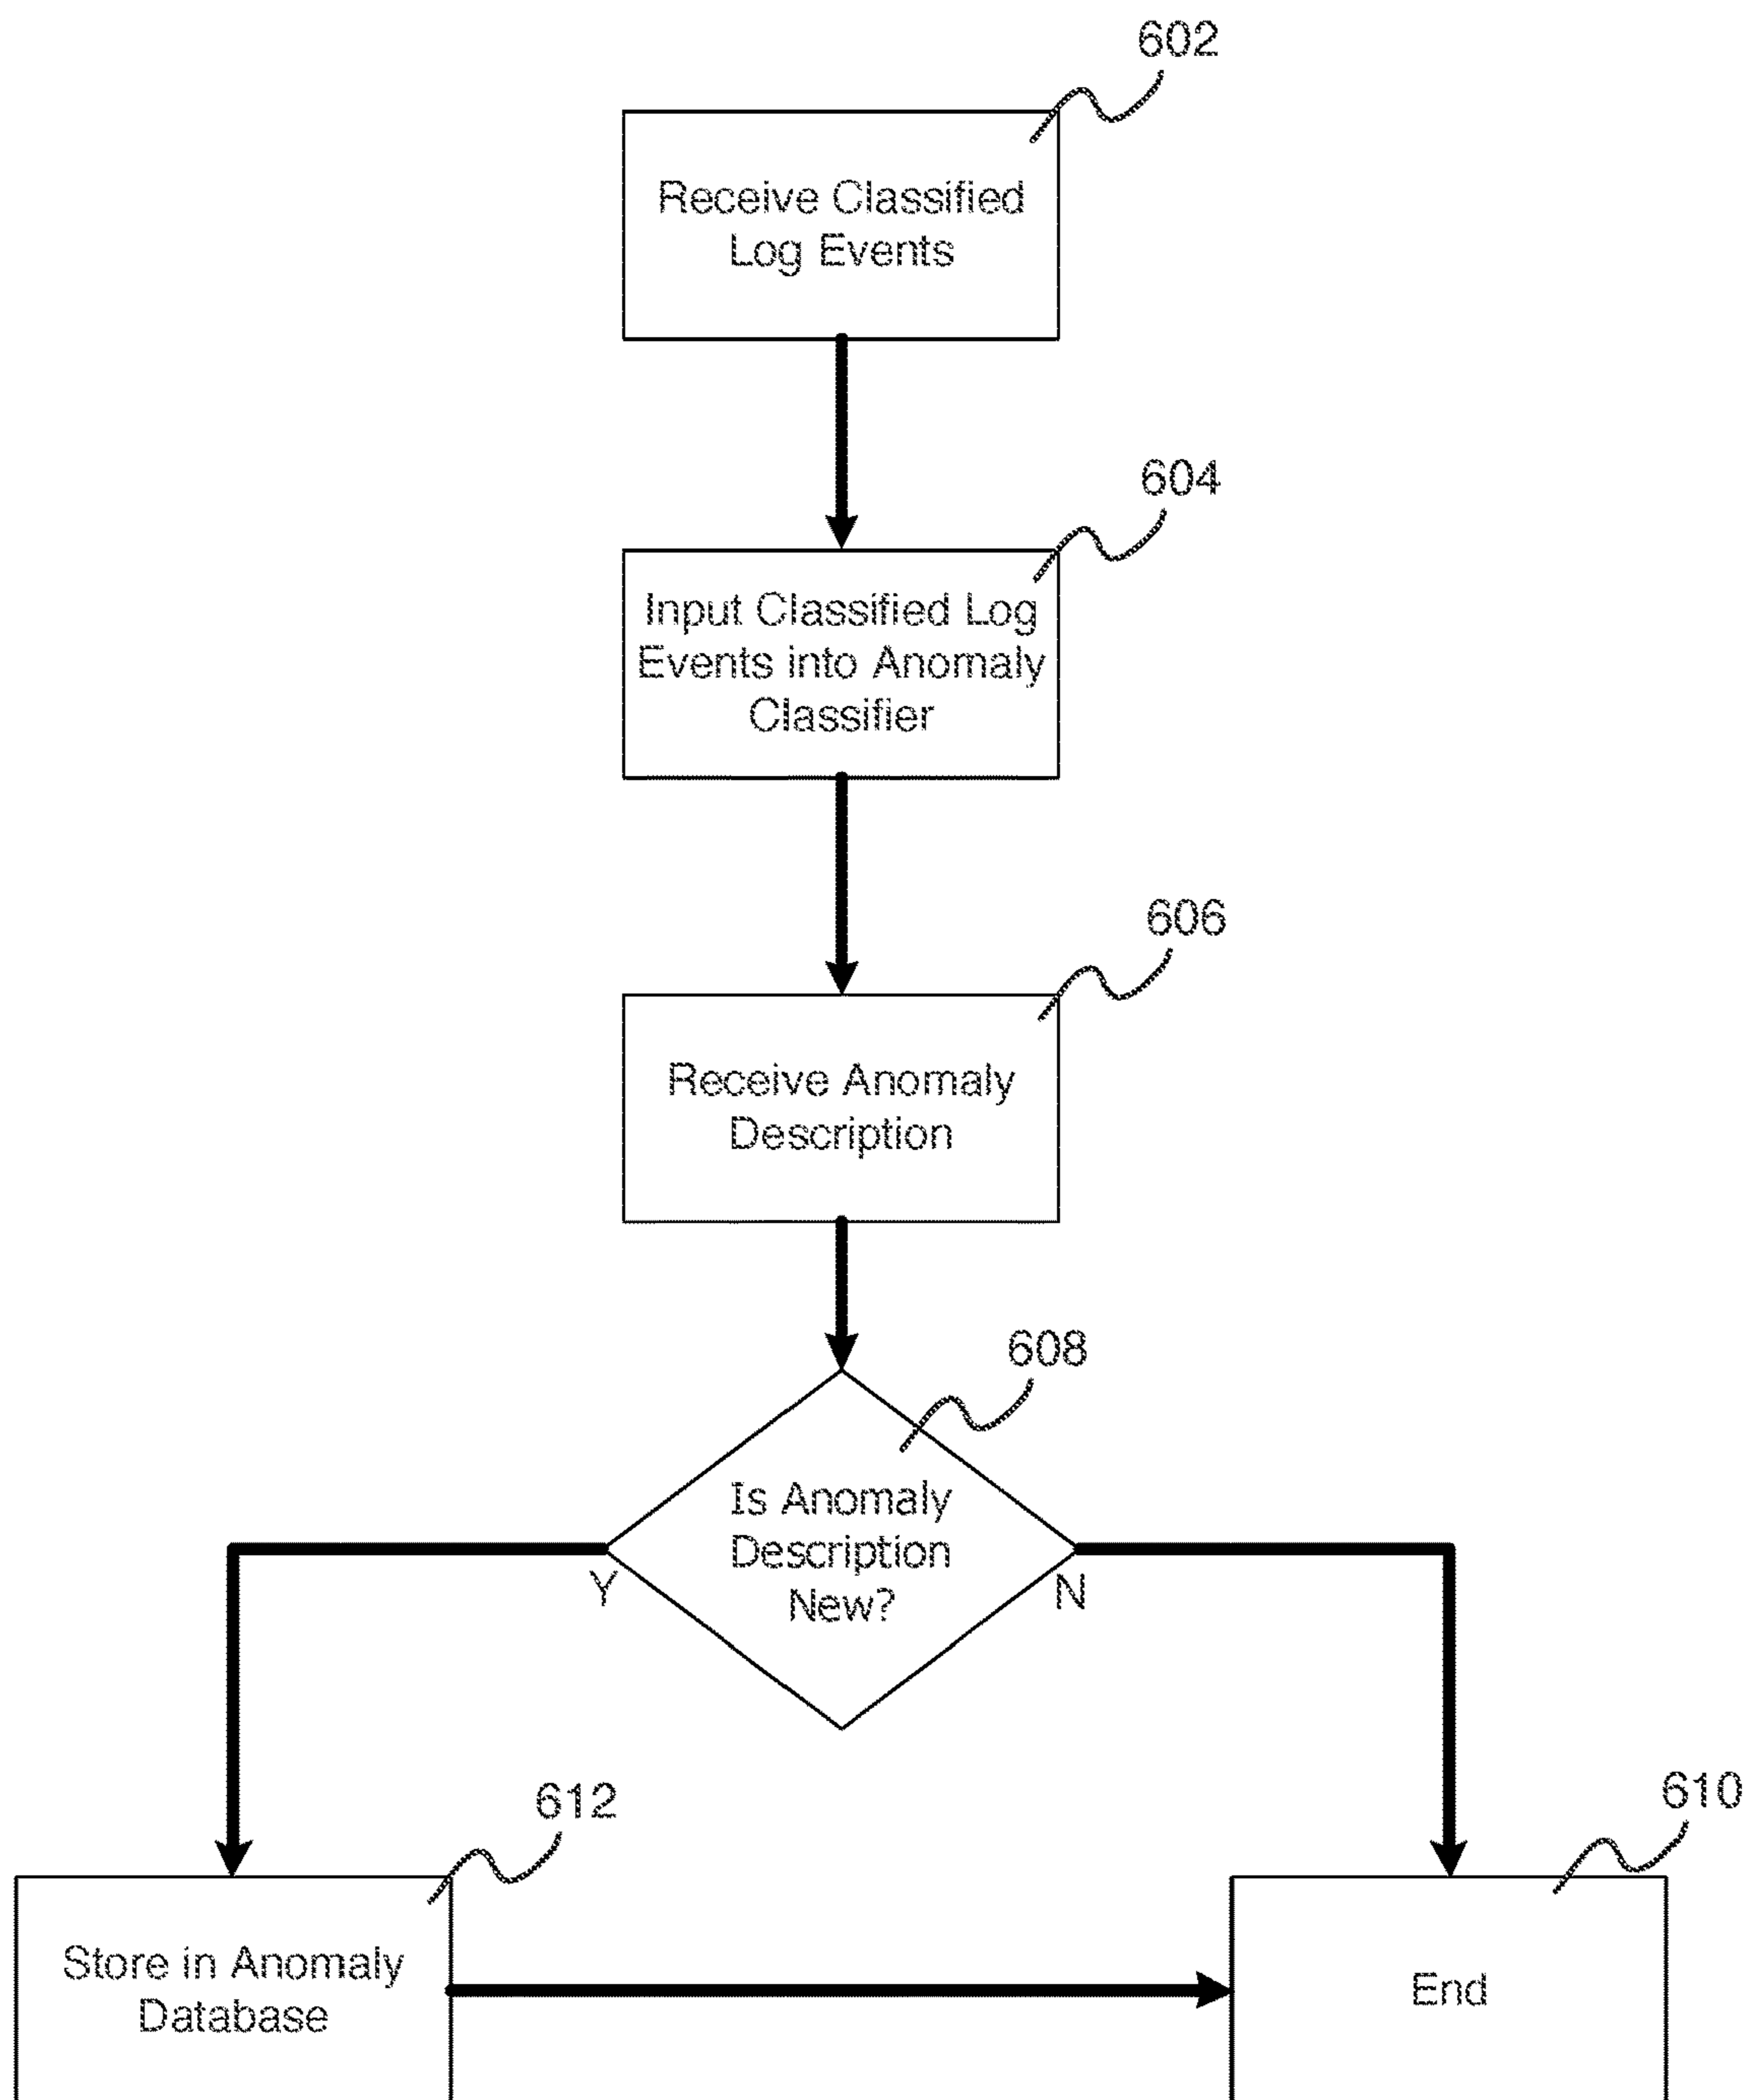 602
Receive Classified
Log Events
604
Input Classified Log
Events into Anomaly
Classifier
606
Receive Anomaly
Description
608
Is Anomaly
Description
New?
Y
N
612
Store in Anomaly
Database
610
End